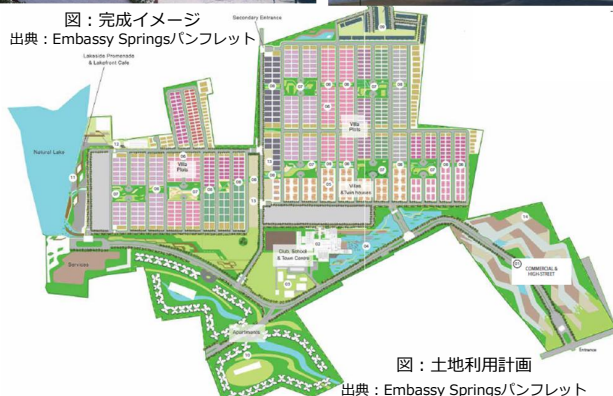 図：完成イメージ
出典：Embassy Springsパンフレット
Secondary Entrance
Lakeside Promenade
& Lakefront Cafe
Natural Lake
Villa
Plots
Villa
Plots
Villas
&Twin houses
Club, School
& Town Centre
Services
COMMERCIAL &
HIGH-STREET
Apartments
Entrance
図：土地利用計画
出典：Embassy Springsパンフレット